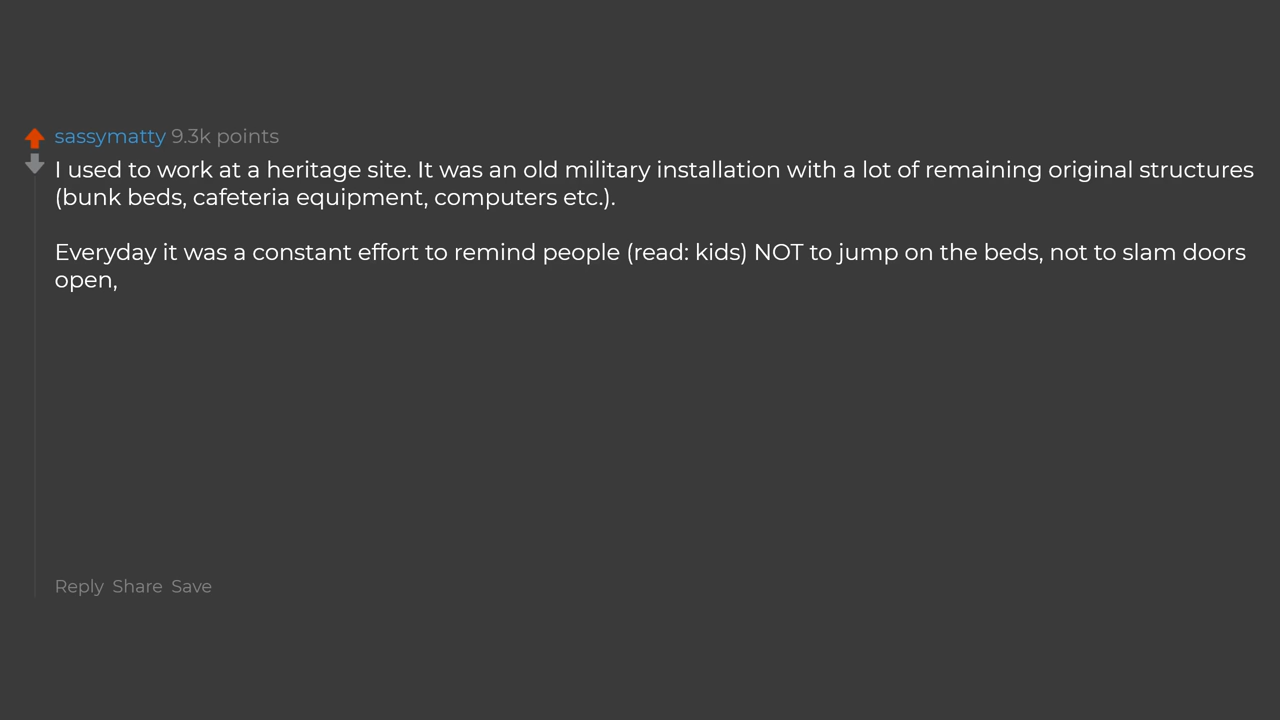 sassymatty 9.3k points
I used to work at a heritage site. It was an old military installation with a lot of remaining original structures
(bunk beds, cafeteria equipment, computers etc.).
Everyday it was a constant effort to remind people (read: kids) NOT to jump on the beds, not to slam doors
open,
Reply Share Save